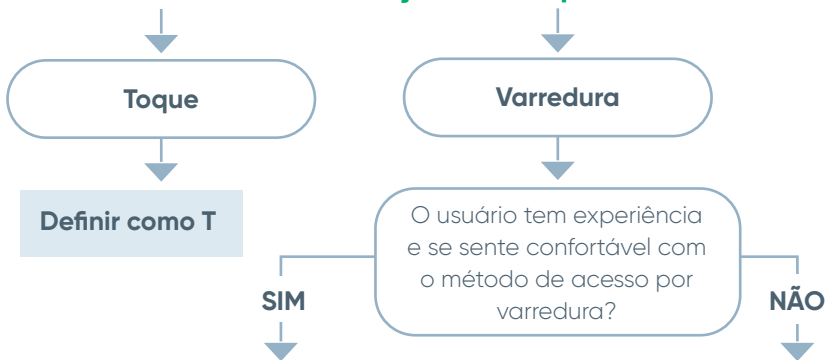 Toque
Varredura
Definir como T
O usuário tem experiência
e se sente confortável com
o método de acesso por
varredura?
SIM
NÃO